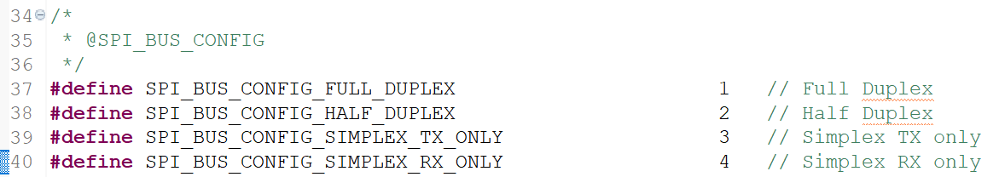 34 /*
35  * @SPI_BUS_CONFIG
36  */
37 #define SPI_BUS_CONFIG_FULL_DUPLEX 1 // Full Duplex
38 #define SPI_BUS_CONFIG_HALF_DUPLEX 2 // Half Duplex
39 #define SPI_BUS_CONFIG_SIMPLEX_TX_ONLY 3 // Simplex TX only
40 #define SPI_BUS_CONFIG_SIMPLEX_RX_ONLY 4 // Simplex RX only